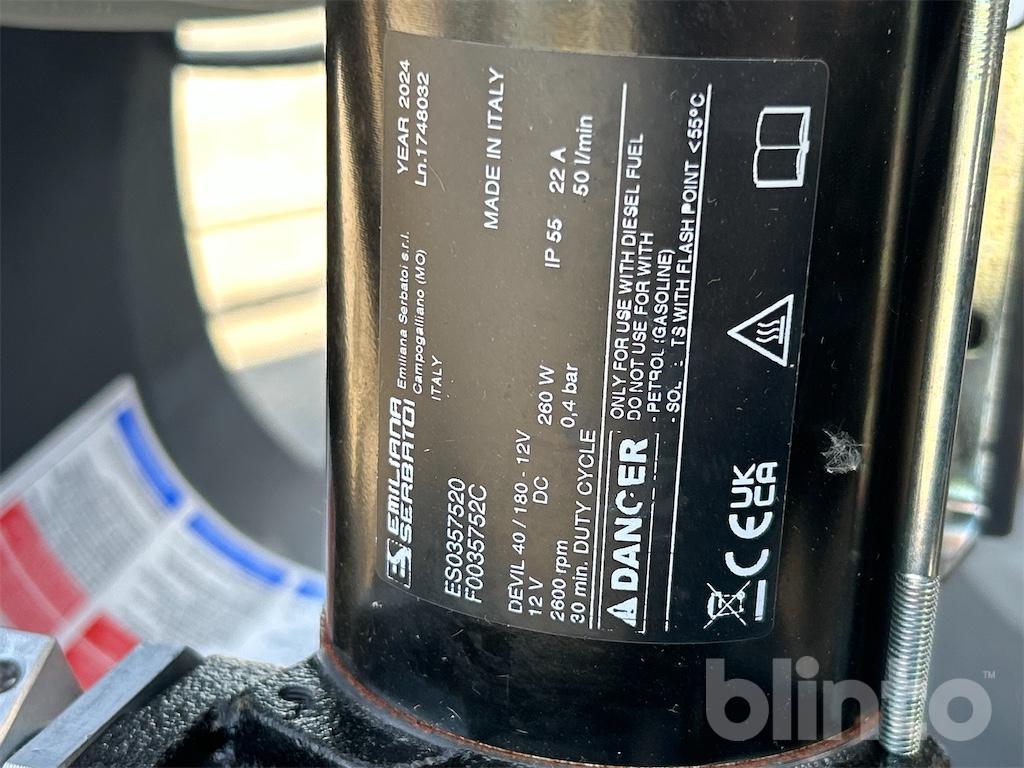 ES EMILIANA SERBATOI Emiliana Serbatoi s.r.l. Campogalliano (MO) ITALY
YEAR 2024
Ln.1748032
ES0357520
F0035752C
MADE IN ITALY
DEVIL 40 / 180 - 12V
12 V DC 260 W IP 55 22 A
2600 rpm 0,4 bar 50 l/min
30 min. DUTY CYCLE
DANGER
ONLY FOR USE WITH DIESEL FUEL
DO NOT USE FOR WITH
- PETROL (GASOLINE)
- WITH FLASH POINT <55°C
CE UK CA
blinto™